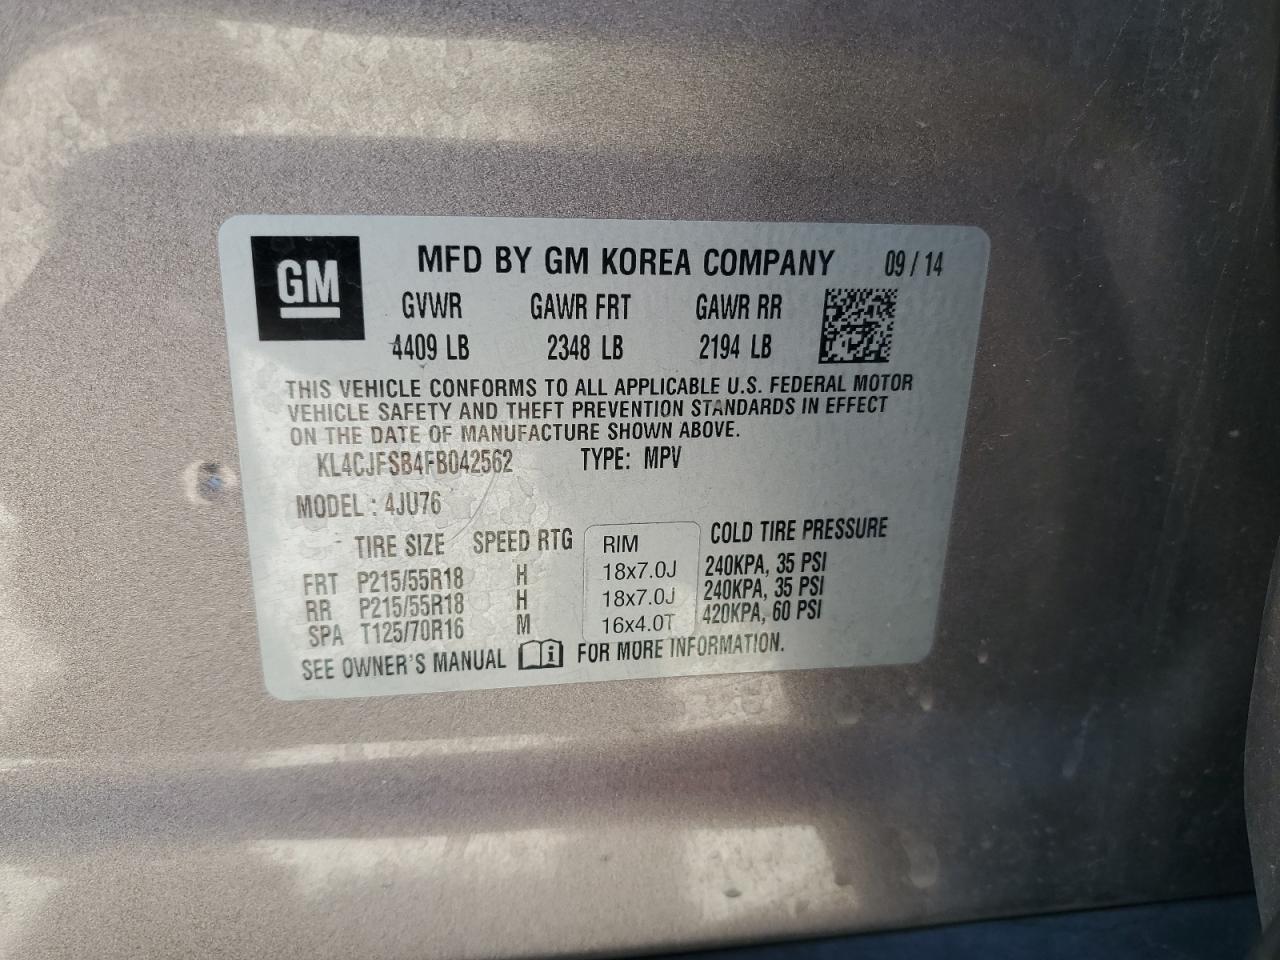 GM
MFD BY GM KOREA COMPANY 09 / 14
GVWR GAWR FRT GAWR RR
4409 LB 2348 LB 2194 LB
THIS VEHICLE CONFORMS TO ALL APPLICABLE U.S. FEDERAL MOTOR
VEHICLE SAFETY AND THEFT PREVENTION STANDARDS IN EFFECT
ON THE DATE OF MANUFACTURE SHOWN ABOVE.
KL4CJFSB4FB042562 TYPE: MPV
MODEL : 4JU76
TIRE SIZE SPEED RTG RIM COLD TIRE PRESSURE
FRT P215/55R18 H 18x7.0J 240KPA, 35 PSI
RR P215/55R18 H 18x7.0J 240KPA, 35 PSI
SPA T125/70R16 M 16x4.0T 420KPA, 60 PSI
SEE OWNER'S MANUAL i FOR MORE INFORMATION.